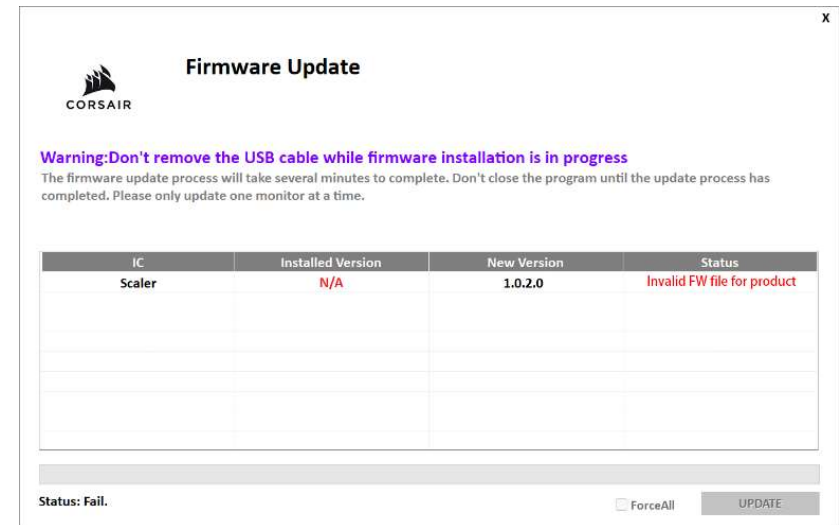 X
Firmware Update
CORSAIR
Warning:Don't remove the USB cable while firmware installation is in progress
The firmware update process will take several minutes to complete. Don't close the program until the update process has
completed. Please only update one monitor at a time.
IC Installed Version New Version Status
Scaler N/A 1.0.2.0 Invalid FW file for product
Status: Fail.
ForceAll UPDATE